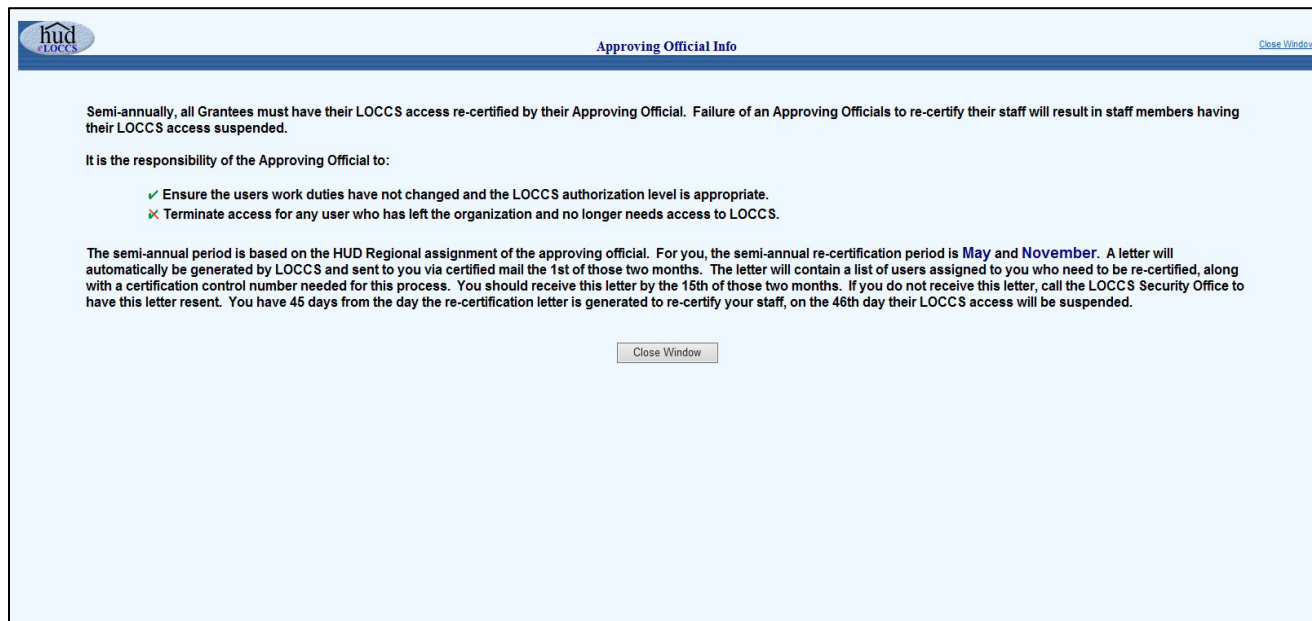 hud
eLOCCS
Approving Official Info
Close Window
Semi-annually, all Grantees must have their LOCCS access re-certified by their Approving Official. Failure of an Approving Officials to re-certify their staff will result in staff members having
their LOCCS access suspended.
It is the responsibility of the Approving Official to:
Ensure the users work duties have not changed and the LOCCS authorization level is appropriate.
Terminate access for any user who has left the organization and no longer needs access to LOCCS.
The semi-annual period is based on the HUD Regional assignment of the approving official. For you, the semi-annual re-certification period is May and November. A letter will
automatically be generated by LOCCS and sent to you via certified mail the 1st of those two months. The letter will contain a list of users assigned to you who need to be re-certified, along
with a certification control number needed for this process. You should receive this letter by the 15th of those two months. If you do not receive this letter, call the LOCCS Security Office to
have this letter resent. You have 45 days from the day the re-certification letter is generated to re-certify your staff, on the 46th day their LOCCS access will be suspended.
Close Window